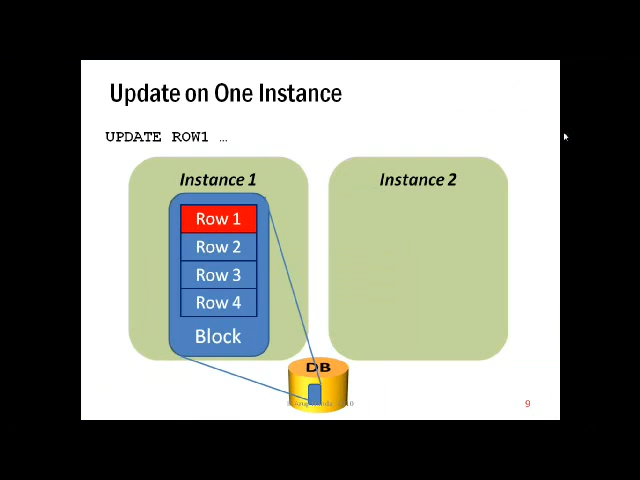 Update on One Instance
UPDATE ROW1 …
Instance 1
Instance 2
Row 1
Row 2
Row 3
Row 4
Block
DB
9